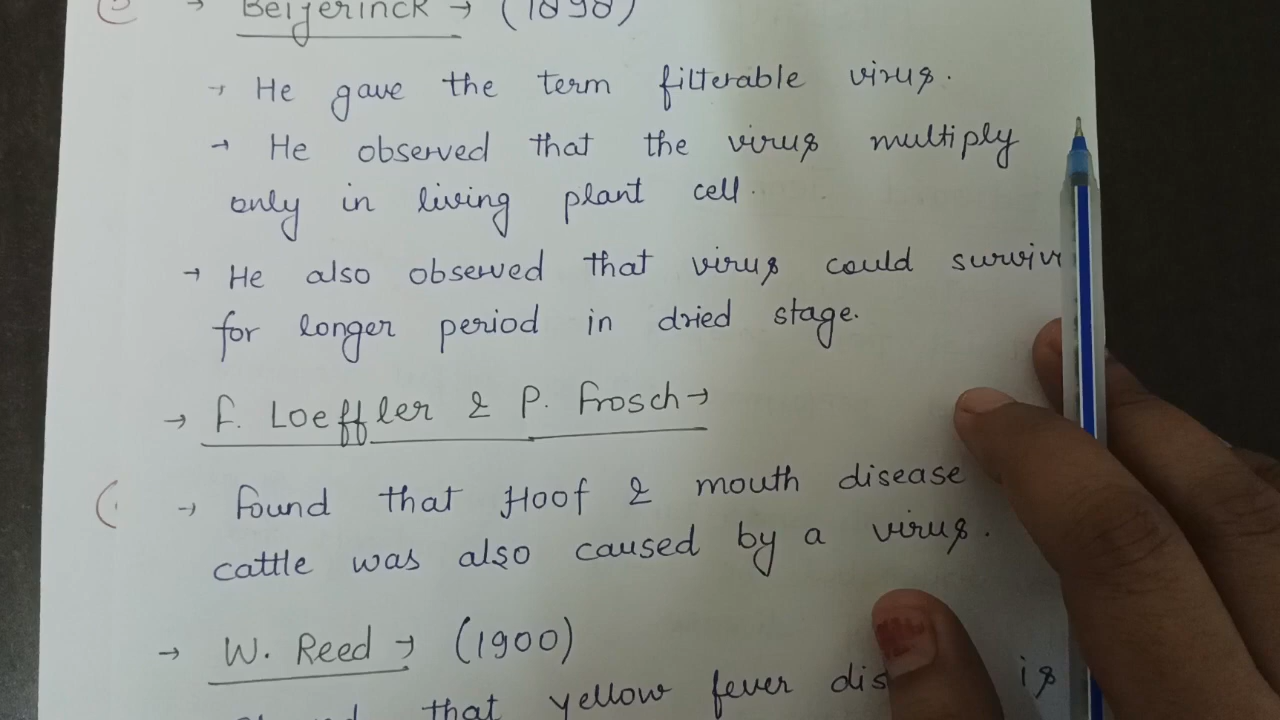 → Beijerinck → (1898)
→ He gave the term filterable virus.
→ He observed that the virus multiply
only in living plant cell.
→ He also observed that virus could surviv
for longer period in dried stage.
→ F. Loeffler & P. Frosch →
→ Found that Hoof & mouth disease
cattle was also caused by a virus.
→ W. Reed → (1900)
that yellow fever dis is